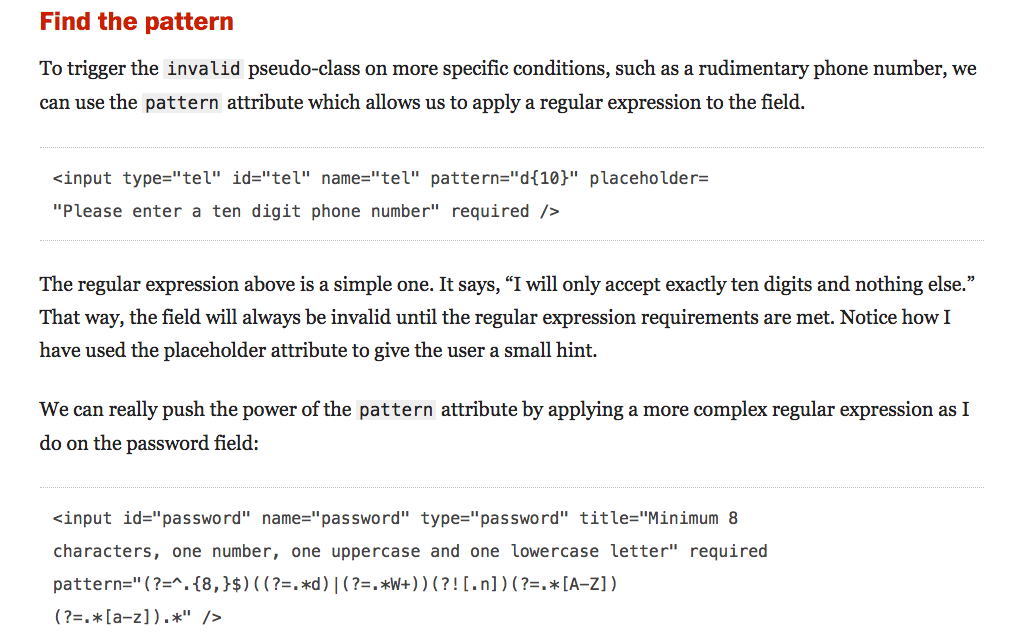 Find the pattern
To trigger the invalid pseudo-class on more specific conditions, such as a rudimentary phone number, we
can use the pattern attribute which allows us to apply a regular expression to the field.
<input type="tel" id="tel" name="tel" pattern="d{10}" placeholder=
"Please enter a ten digit phone number" required />
The regular expression above is a simple one. It says, “I will only accept exactly ten digits and nothing else.”
That way, the field will always be invalid until the regular expression requirements are met. Notice how I
have used the placeholder attribute to give the user a small hint.
We can really push the power of the pattern attribute by applying a more complex regular expression as I
do on the password field:
<input id="password" name="password" type="password" title="Minimum 8
characters, one number, one uppercase and one lowercase letter" required
pattern="(?=^.{8,}$)((?=.*d)|(?=.*W+))(?![.n])(?=.*[A-Z])
(?=.*[a-z]).*" />